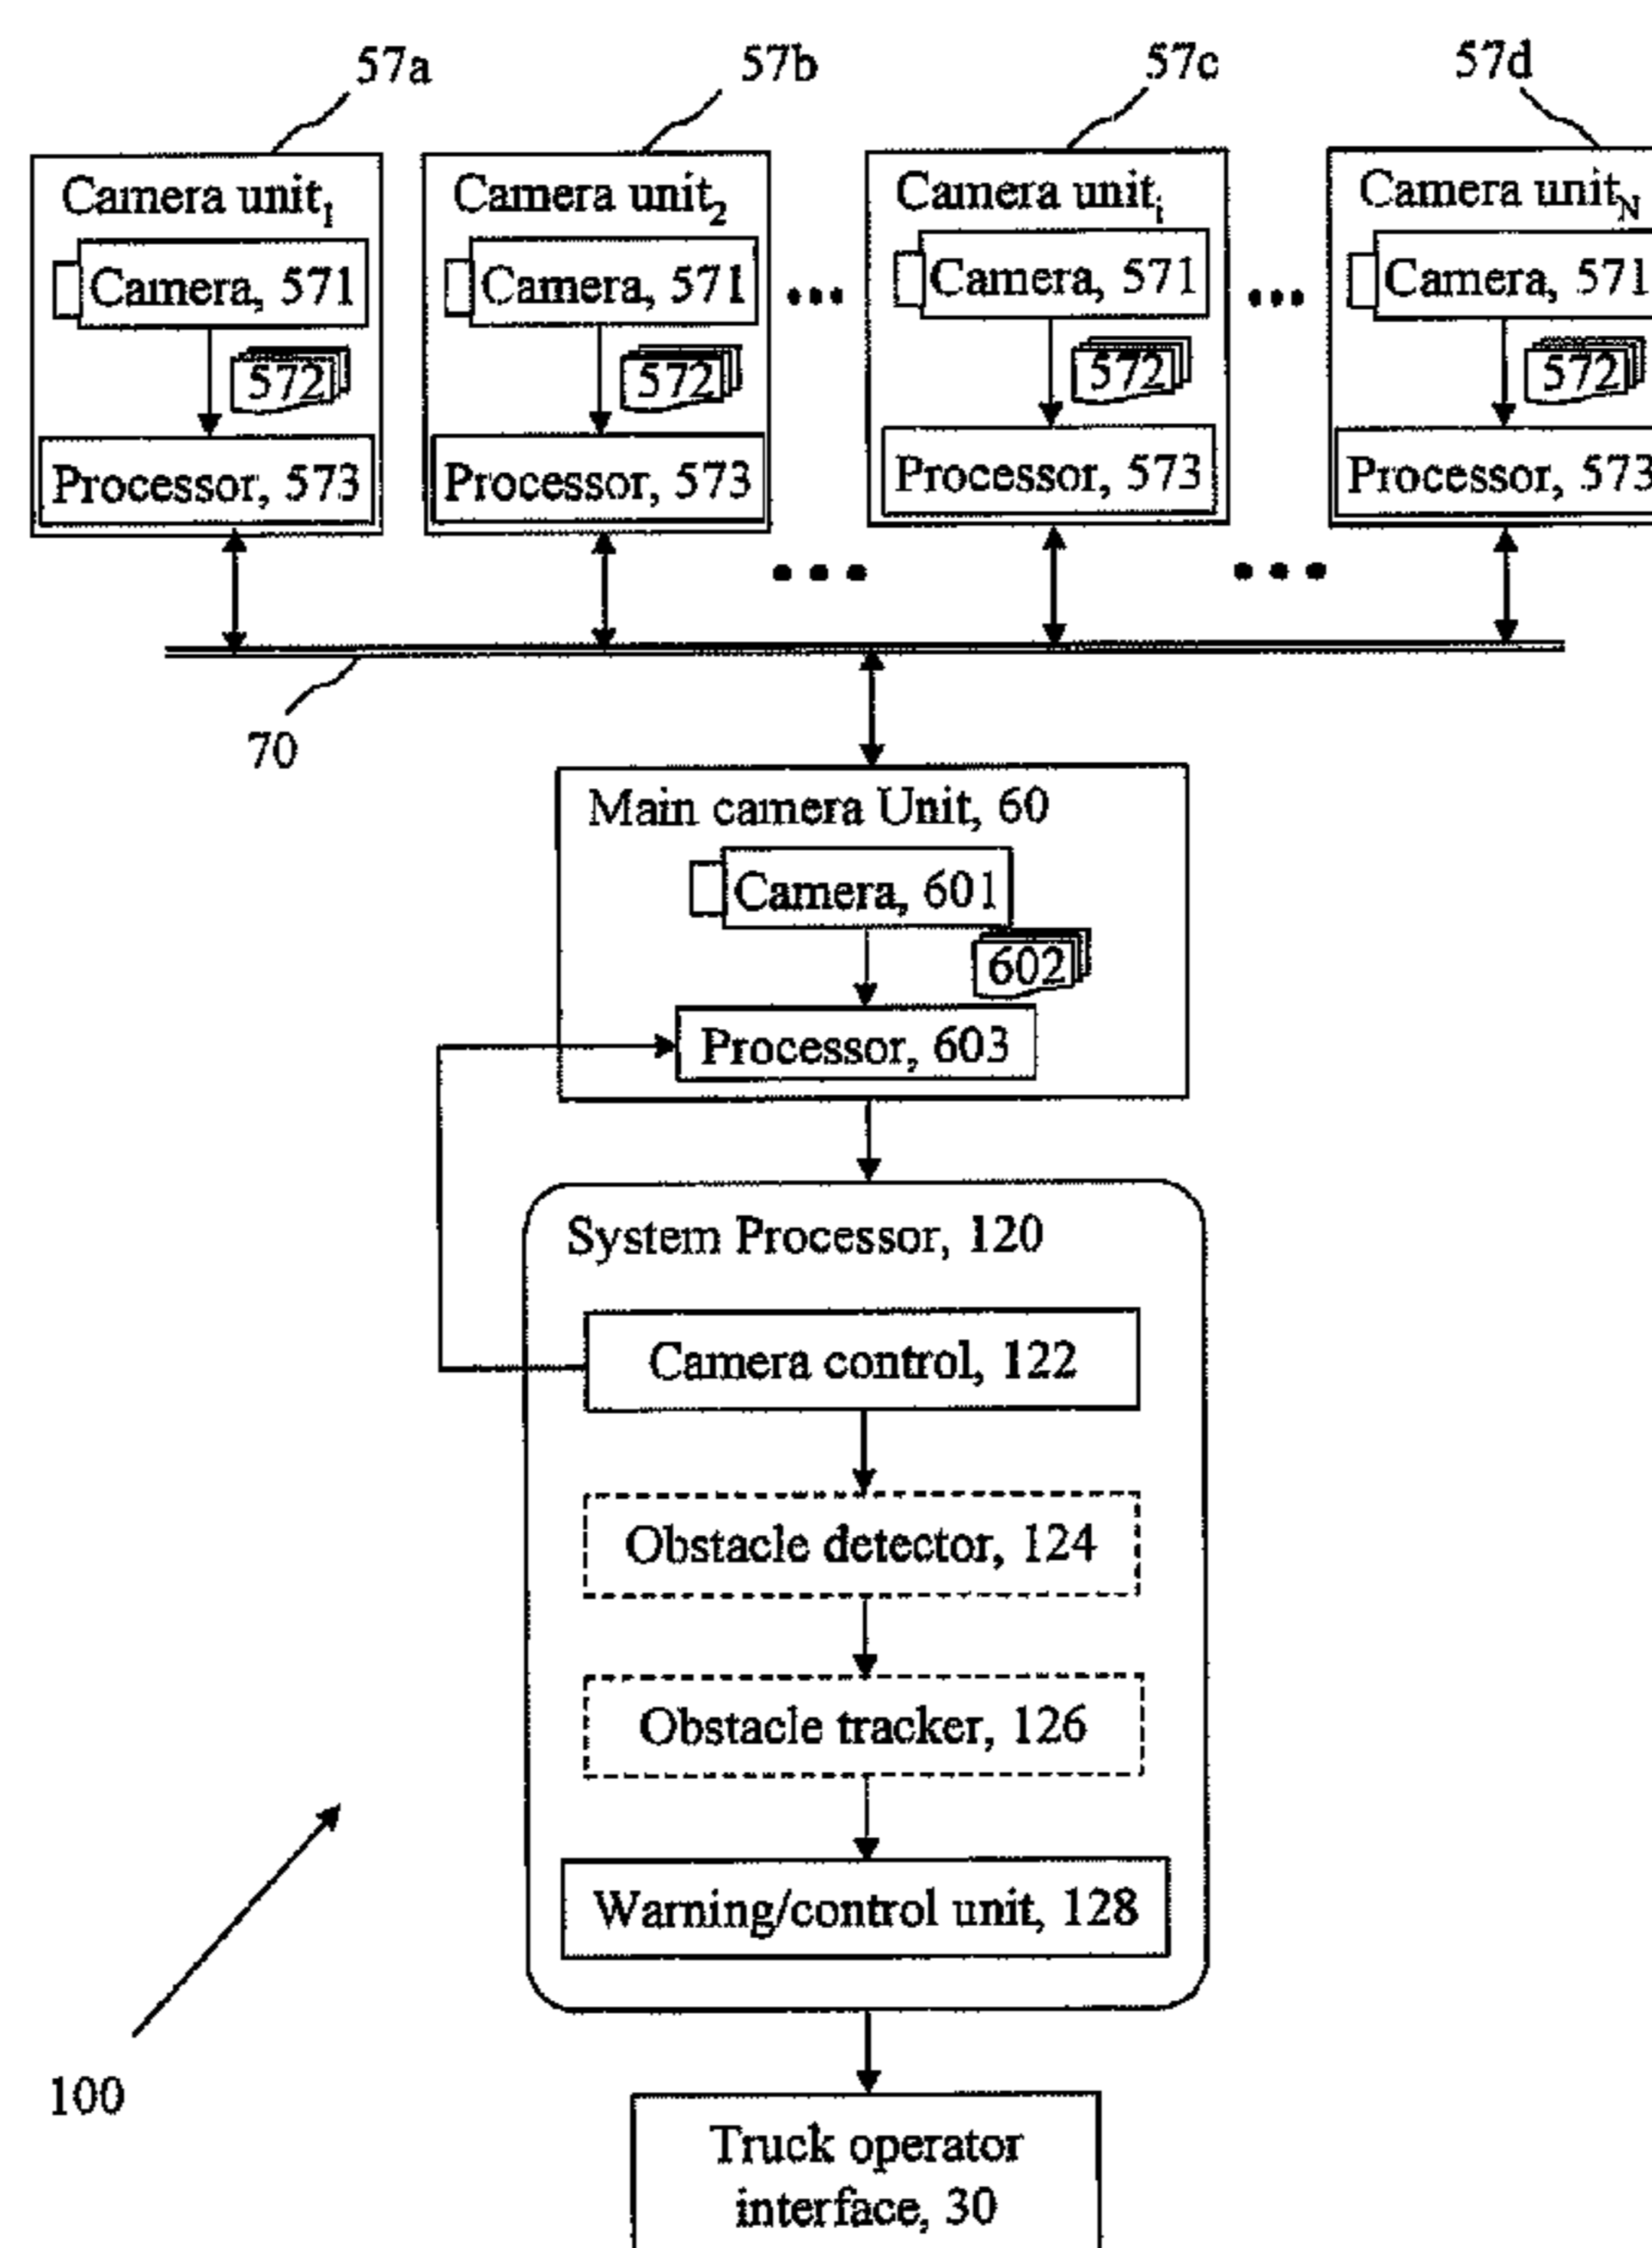 57a 57b 57c 57d
Camera unit1 Camera unit2 Camera uniti Camera unitN
Camera, 571 Camera, 571 Camera, 571 Camera, 571
572 572 572 572
Processor, 573 Processor, 573 Processor, 573 Processor, 573
70
Main camera Unit, 60
Camera, 601
602
Processor, 603
System Processor, 120
Camera control, 122
Obstacle detector, 124
Obstacle tracker, 126
Warning/control unit, 128
100
Truck operator
interface, 30